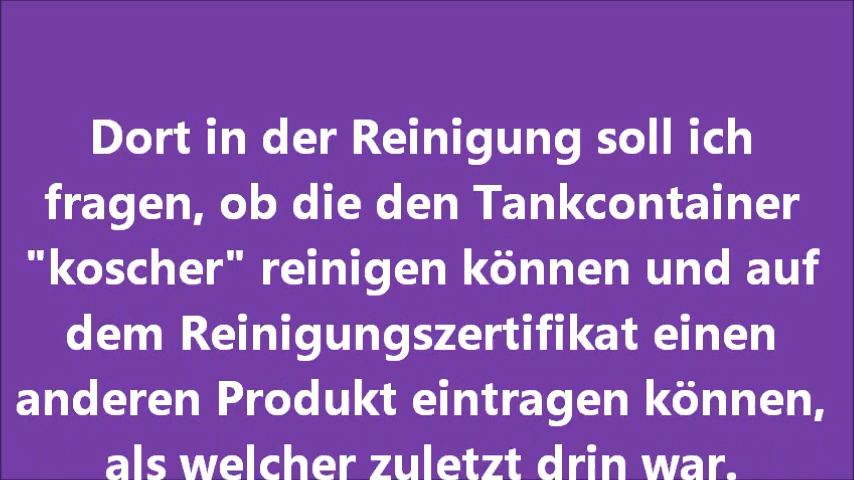 Dort in der Reinigung soll ich
fragen, ob die den Tankcontainer
"koscher" reinigen können und auf
dem Reinigungszertifikat einen
anderen Produkt eintragen können,
als welcher zuletzt drin war.